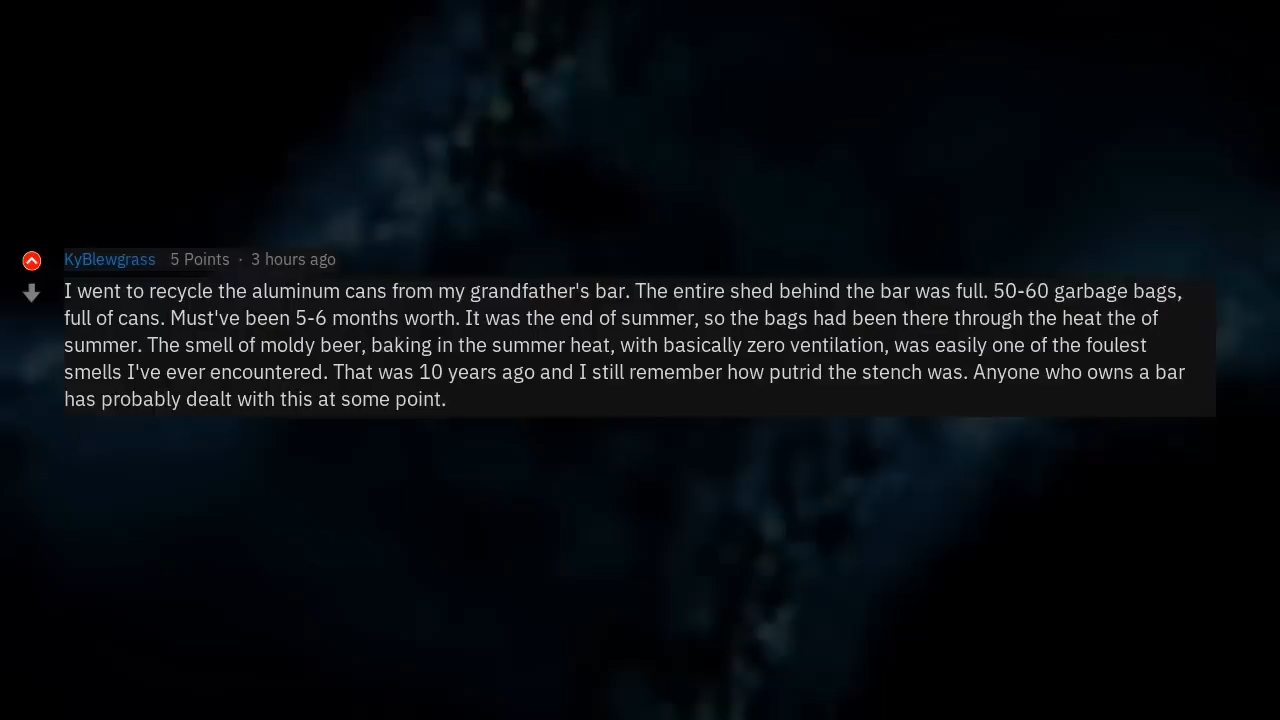 KyBlewgrass 5 Points · 3 hours ago
I went to recycle the aluminum cans from my grandfather's bar. The entire shed behind the bar was full. 50-60 garbage bags,
full of cans. Must've been 5-6 months worth. It was the end of summer, so the bags had been there through the heat the of
summer. The smell of moldy beer, baking in the summer heat, with basically zero ventilation, was easily one of the foulest
smells I've ever encountered. That was 10 years ago and I still remember how putrid the stench was. Anyone who owns a bar
has probably dealt with this at some point.